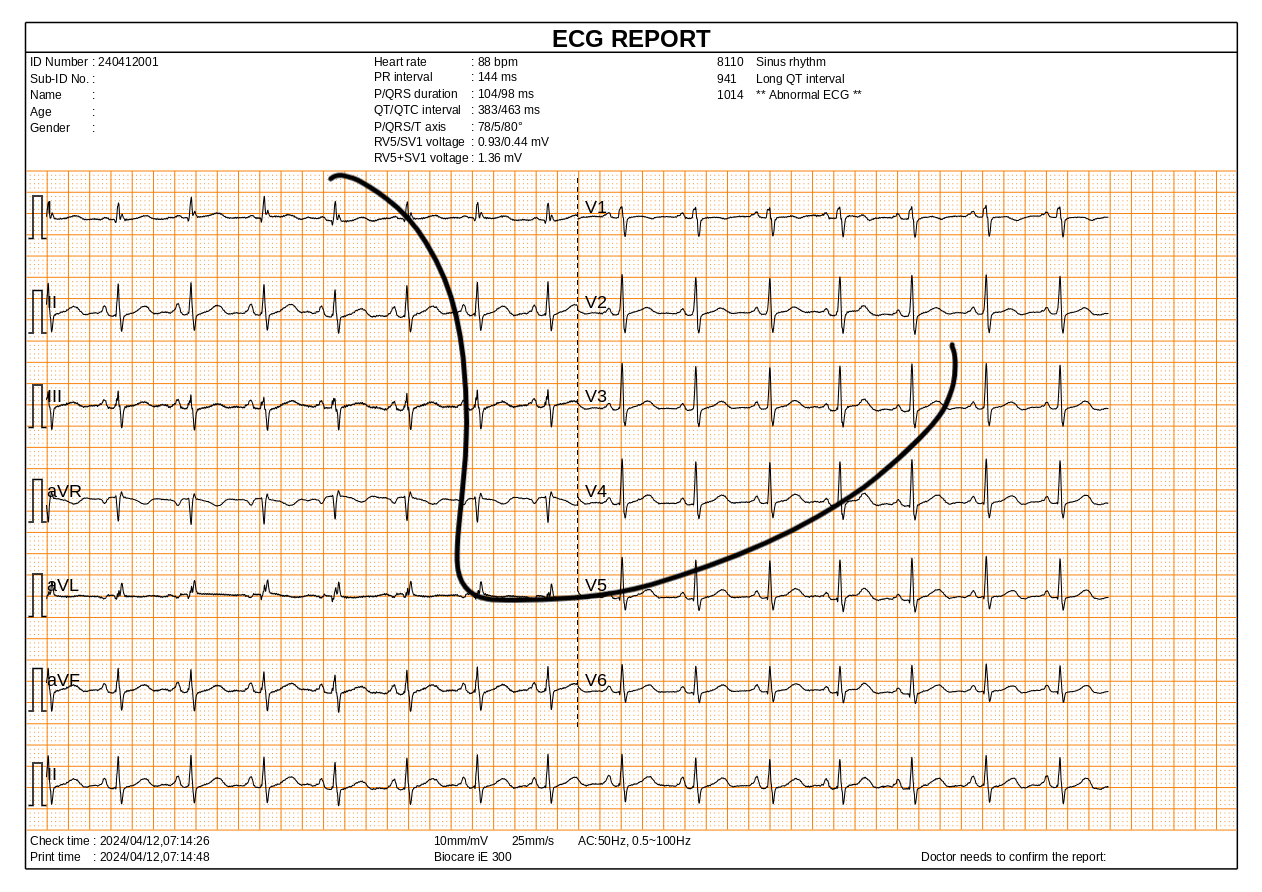 ECG REPORT
ID Number : 240412001
Sub-ID No. :
Name :
Age :
Gender :
Heart rate : 88 bpm
PR interval : 144 ms
P/QRS duration : 104/98 ms
QT/QTC interval : 383/463 ms
P/QRS/T axis : 78/5/80°
RV5/SV1 voltage : 0.93/0.44 mV
RV5+SV1 voltage : 1.36 mV
8110 Sinus rhythm
941 Long QT interval
1014 ** Abnormal ECG **
V1
II
V2
III
V3
aVR
V4
aVL
V5
aVF
V6
II
Check time : 2024/04/12,07:14:26
Print time : 2024/04/12,07:14:48
10mm/mV 25mm/s AC:50Hz, 0.5~100Hz
Biocare iE 300
Doctor needs to confirm the report: